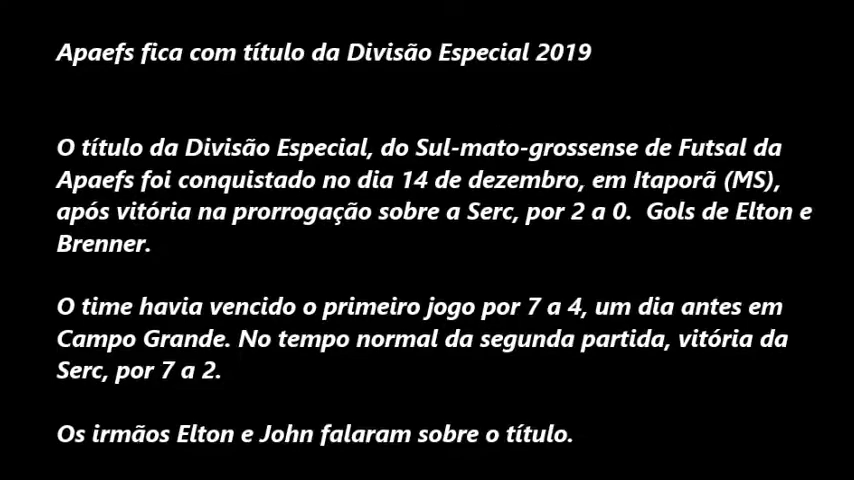 Apaefs fica com título da Divisão Especial 2019
O título da Divisão Especial, do Sul-mato-grossense de Futsal da
Apaefs foi conquistado no dia 14 de dezembro, em Itaporã (MS),
após vitória na prorrogação sobre a Serc, por 2 a 0.  Gols de Elton e
Brenner.
O time havia vencido o primeiro jogo por 7 a 4, um dia antes em
Campo Grande. No tempo normal da segunda partida, vitória da
Serc, por 7 a 2.
Os irmãos Elton e John falaram sobre o título.